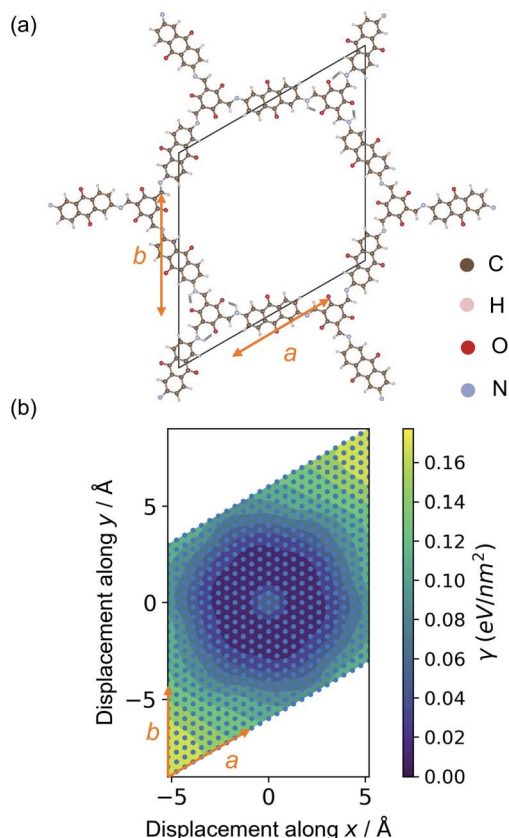 (a)
b
a
C
H
O
N
(b)
Displacement along y / Å
5
0
−5
b
a
−5
0
5
Displacement along x / Å
0.16
0.14
0.12
0.10
0.08
0.06
0.04
0.02
0.00
γ (eV/nm²)